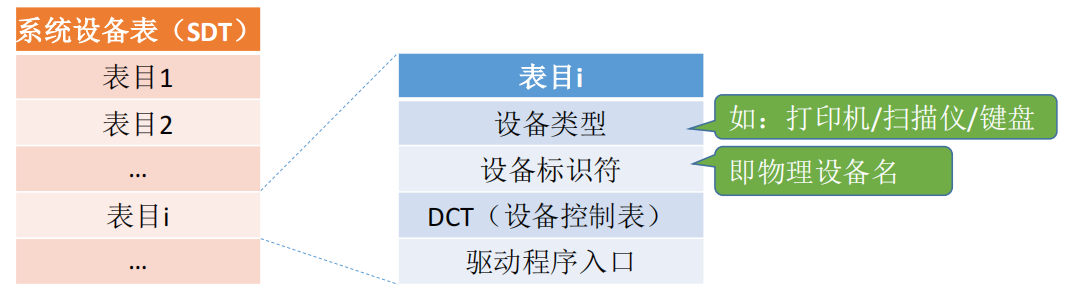 系统设备表（SDT）
表目1
表目2
...
表目i
...
表目i
设备类型
设备标识符
DCT（设备控制表）
驱动程序入口
如：打印机/扫描仪/键盘
即物理设备名